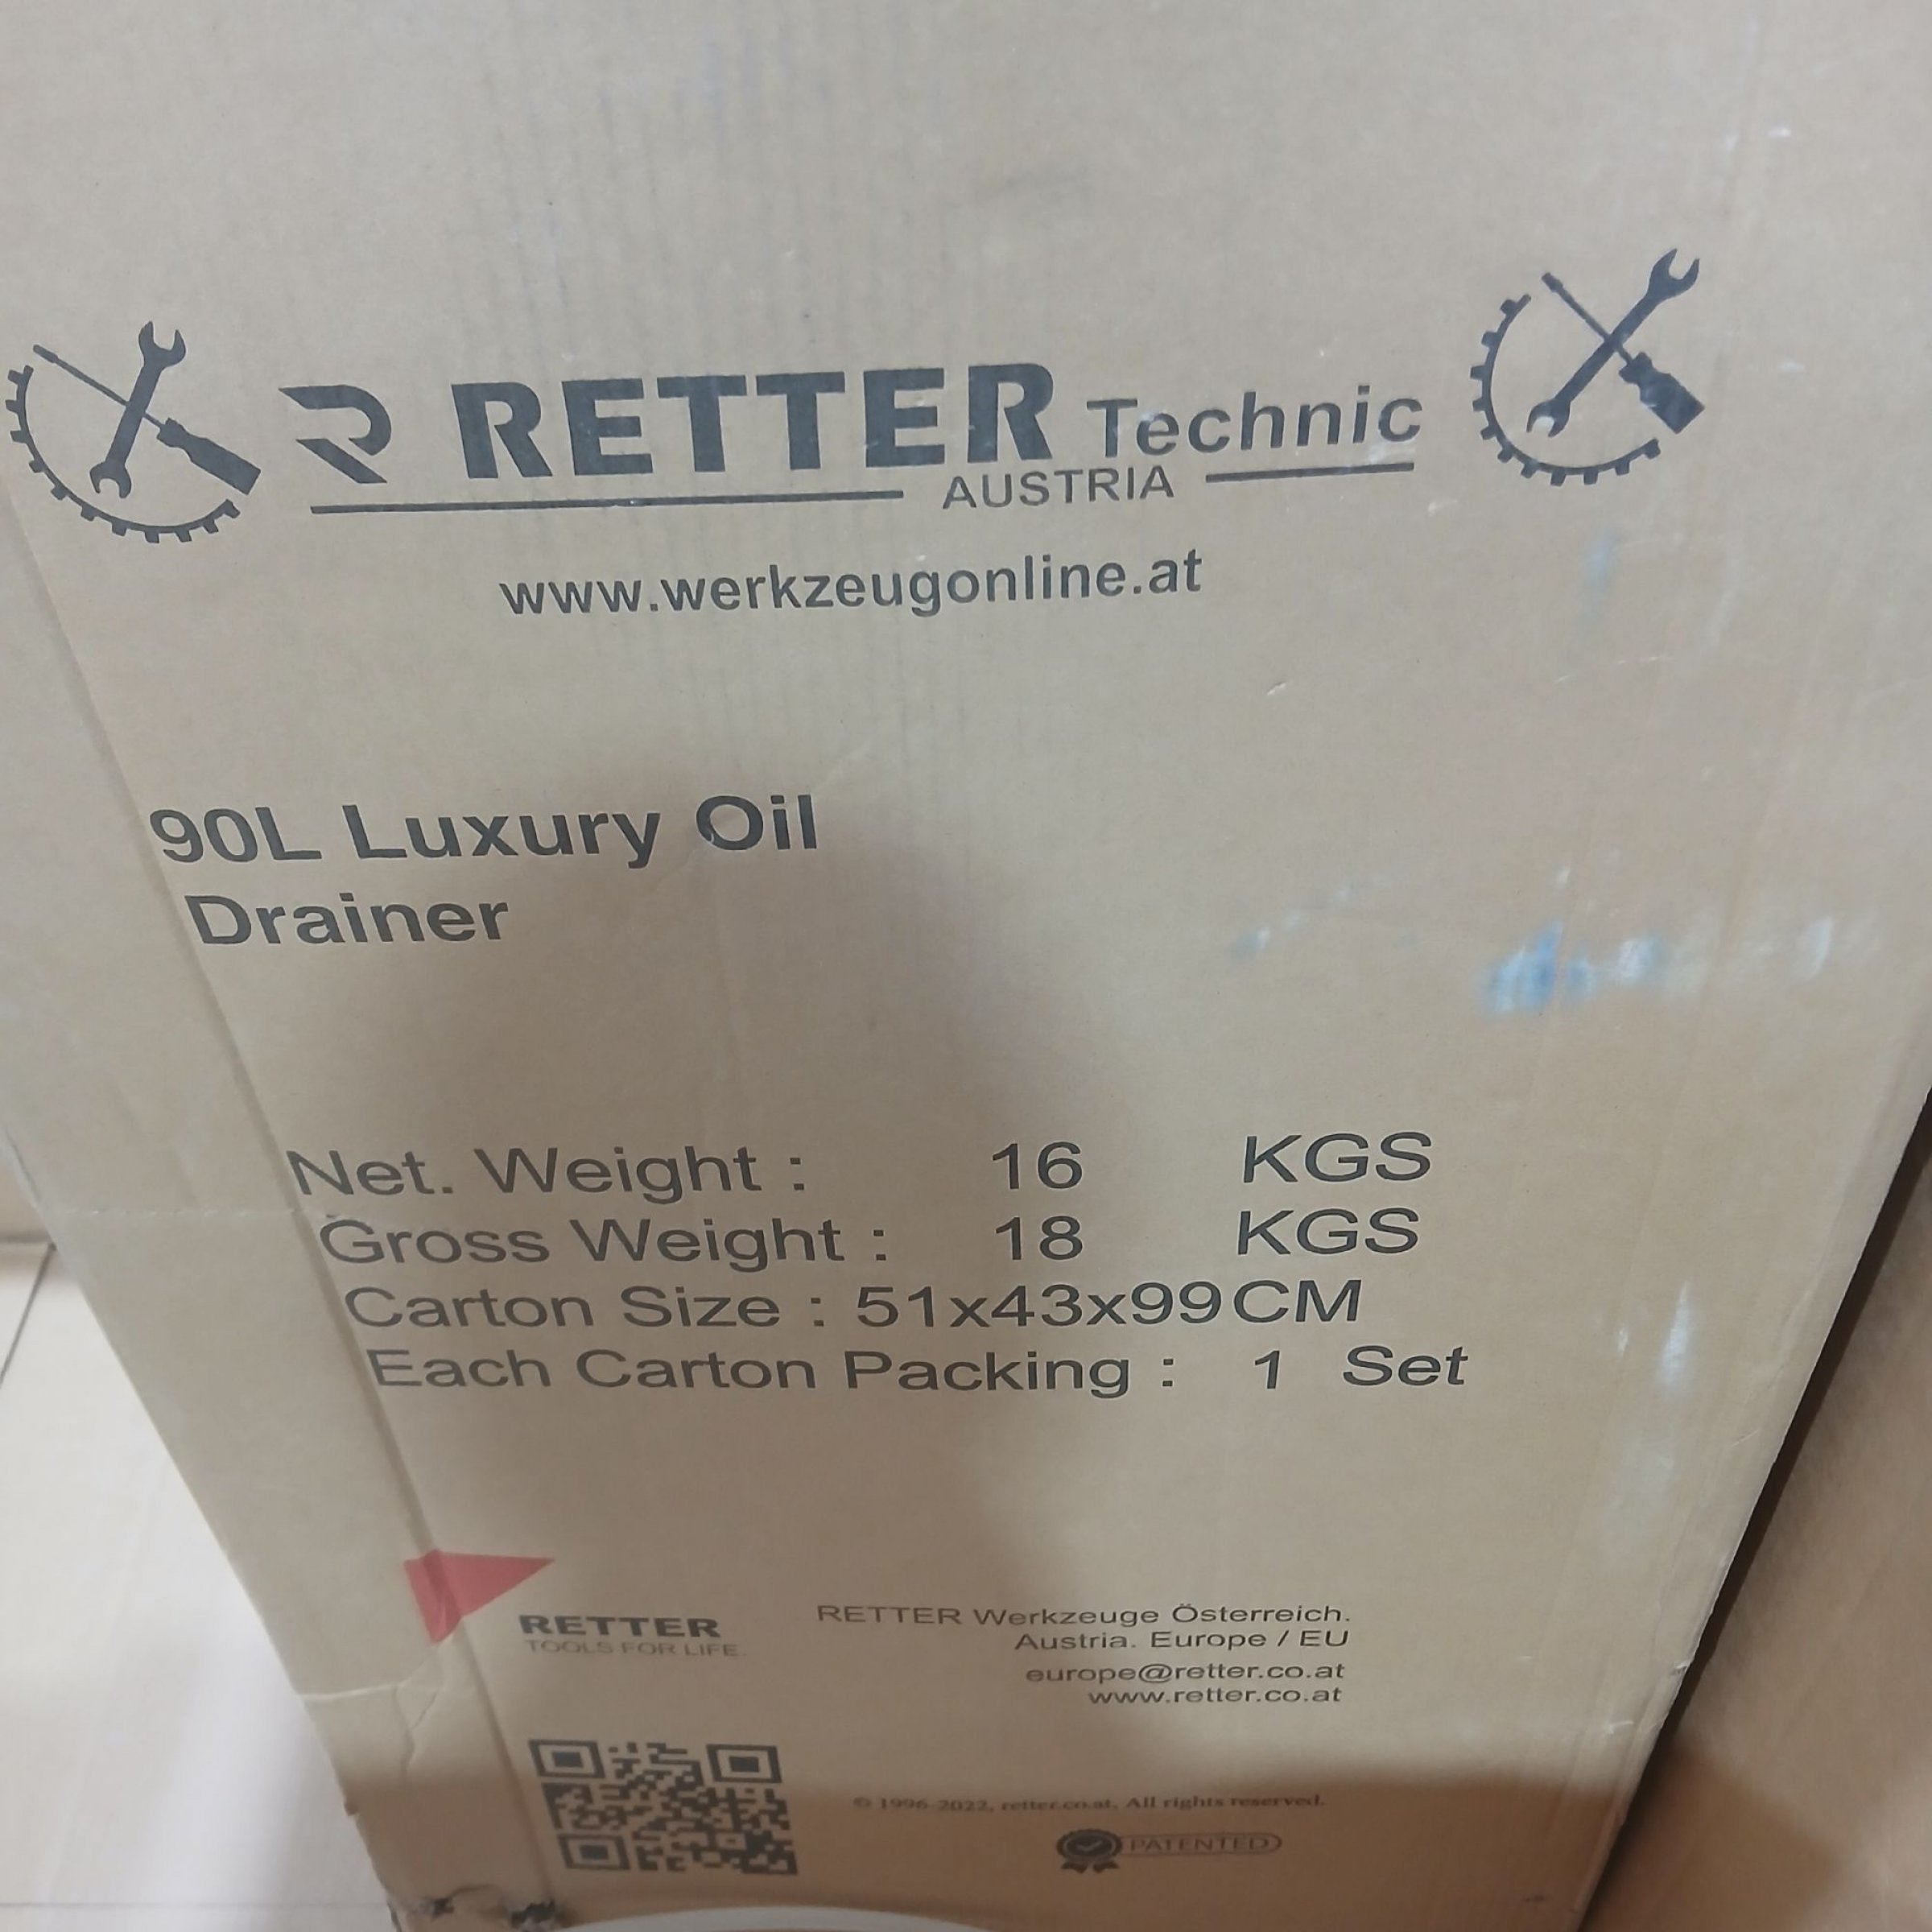 RETTER Technic
AUSTRIA
www.werkzeugonline.at
90L Luxury Oil
Drainer
Net. Weight : 16 KGS
Gross Weight : 18 KGS
Carton Size : 51x43x99CM
Each Carton Packing : 1 Set
RETTER
TOOLS FOR LIFE
RETTER Werkzeuge Österreich.
Austria. Europe / EU
europe@retter.co.at
www.retter.co.at
© 1996-2022, retter.co.at. All rights reserved.
PATENTED